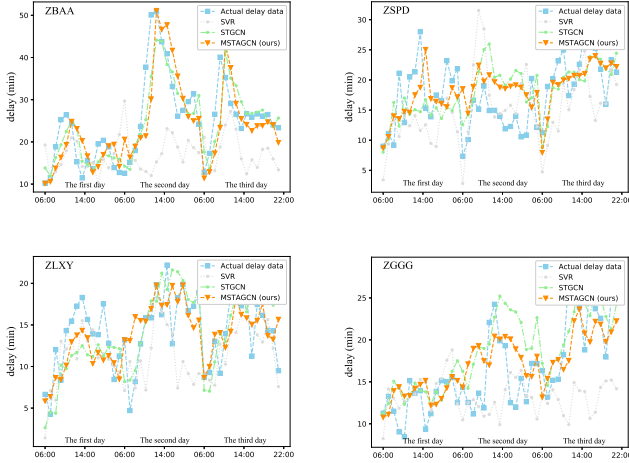 ZBAA
Actual delay data
SVR
STGCN
MSTAGCN (ours)
delay (min)
50
40
30
20
10
The first day
The second day
The third day
06:00
14:00
06:00
14:00
06:00
14:00
22:00
ZSPD
Actual delay data
SVR
STGCN
MSTAGCN (ours)
delay (min)
30
25
20
15
10
5
The first day
The second day
The third day
06:00
14:00
06:00
14:00
06:00
14:00
22:00
ZLXY
Actual delay data
SVR
STGCN
MSTAGCN (ours)
delay (min)
20
15
10
5
The first day
The second day
The third day
06:00
14:00
06:00
14:00
06:00
14:00
22:00
ZGGG
Actual delay data
SVR
STGCN
MSTAGCN (ours)
delay (min)
25
20
15
10
The first day
The second day
The third day
06:00
14:00
06:00
14:00
06:00
14:00
22:00